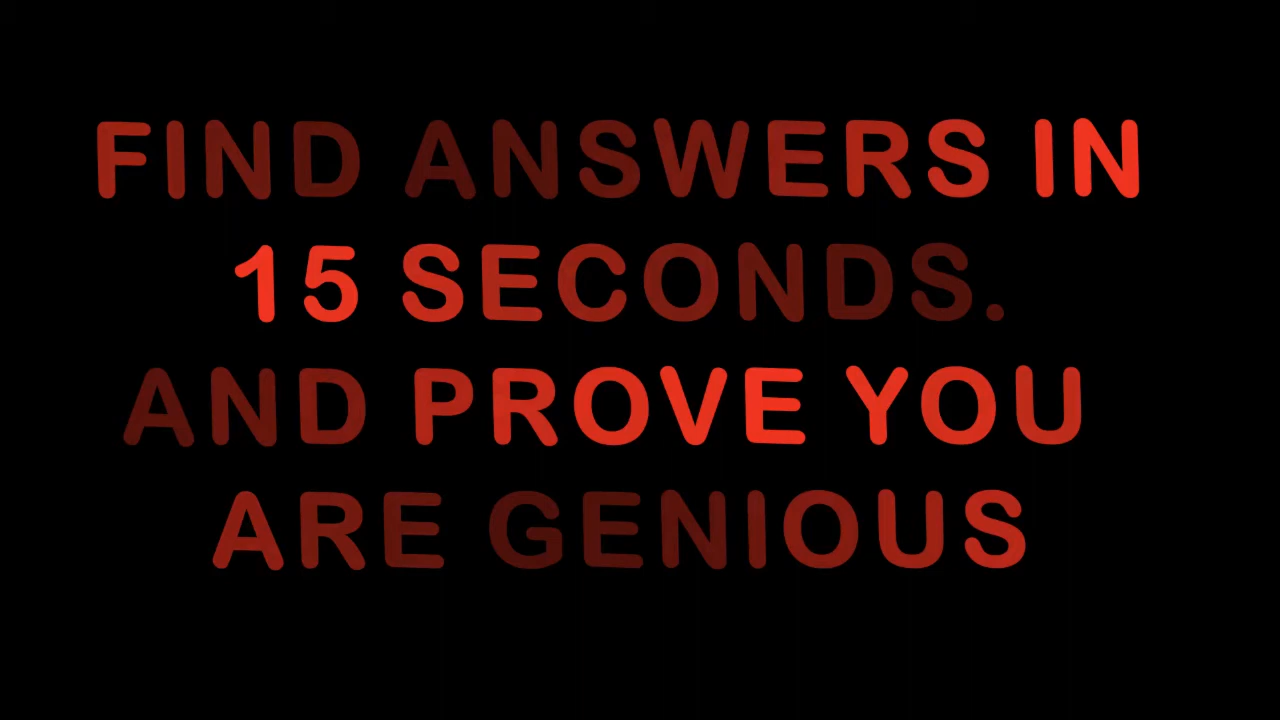 FIND ANSWERS IN
15 SECONDS.
AND PROVE YOU
ARE GENIOUS